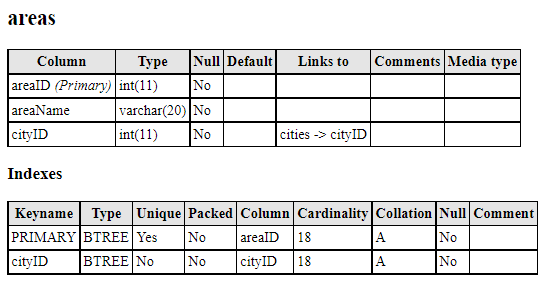 areas
Column Type Null Default Links to Comments Media type
areaID (Primary) int(11) No
areaName varchar(20) No
cityID int(11) No cities -> cityID
Indexes
Keyname Type Unique Packed Column Cardinality Collation Null Comment
PRIMARY BTREE Yes No areaID 18 A No
cityID BTREE No No cityID 18 A No